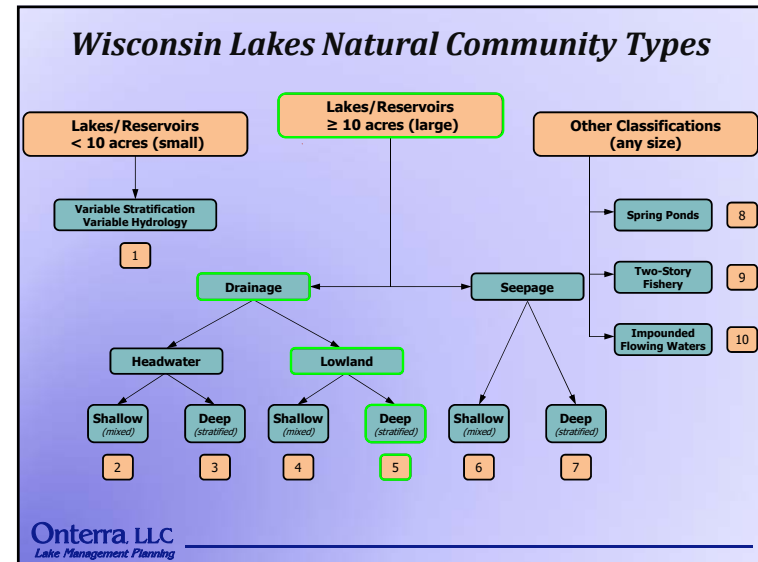 Wisconsin Lakes Natural Community Types
Lakes/Reservoirs
< 10 acres (small)
Lakes/Reservoirs
≥ 10 acres (large)
Other Classifications
(any size)
Variable Stratification
Variable Hydrology
1
Spring Ponds
8
Two-Story
Fishery
9
Impounded
Flowing Waters
10
Drainage
Seepage
Headwater
Lowland
Shallow
(mixed)
2
Deep
(stratified)
3
Shallow
(mixed)
4
Deep
(stratified)
5
Shallow
(mixed)
6
Deep
(stratified)
7
Onterra, LLC
Lake Management Planning